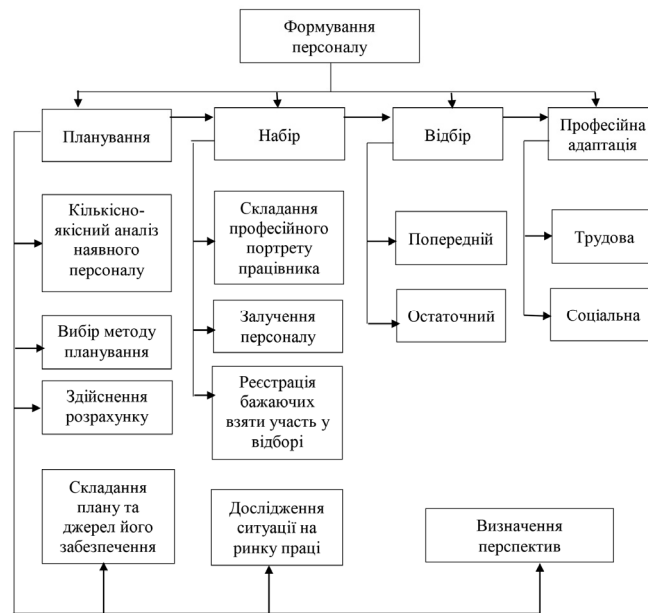 Формування
персоналу
Планування
Набір
Відбір
Професійна
адаптація
Кількісно-
якісний аналіз
наявного
персоналу
Складання
професійного
портрету
працівника
Попередній
Трудова
Вибір методу
планування
Залучення
персоналу
Остаточний
Соціальна
Здійснення
розрахунку
Реєстрація
бажаючих
взяти участь у
відборі
Складання
плану та
джерел його
забезпечення
Дослідження
ситуації на
ринку праці
Визначення
перспектив